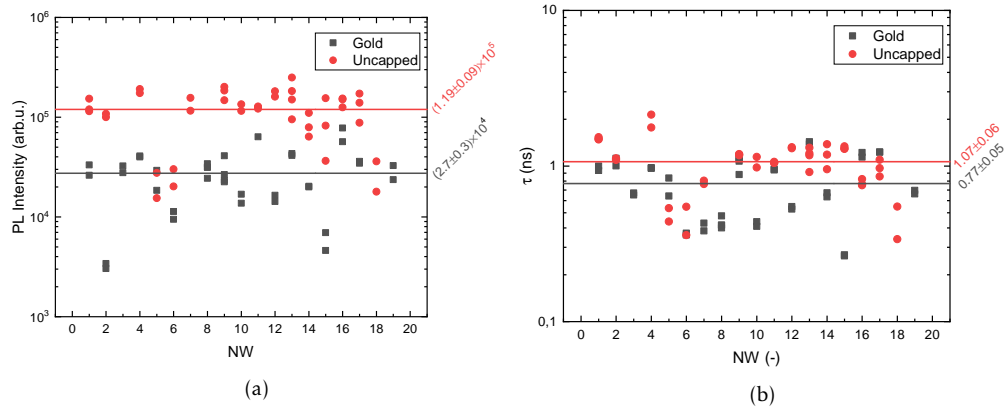 (a)
10⁶
Gold
Uncapped
(1.19±0.09)×10⁵
10⁵
PL Intensity (arb.u.)
(2.7±0.3)×10⁴
10⁴
10³
0 2 4 6 8 10 12 14 16 18 20
NW
(a)
(b)
10
Gold
Uncapped
τ (ns)
1
1.07±0.06
0.77±0.05
0,1
0 2 4 6 8 10 12 14 16 18 20
NW (-)
(b)